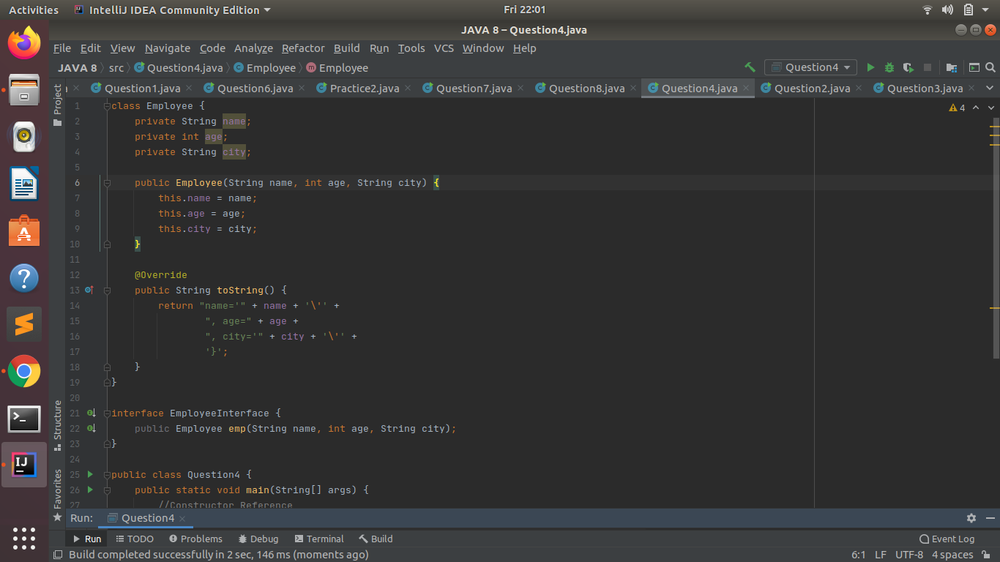 Activities IntelliJ IDEA Community Edition Fri 22:01
JAVA 8 – Question4.java
File Edit View Navigate Code Analyze Refactor Build Run Tools VCS Window Help
JAVA 8 src Question4.java Employee Employee Question4
Question1.java Question6.java Practice2.java Question7.java Question8.java Question4.java Question2.java Question3.java
Project
Structure
Favorites
4
1 class Employee {
2 private String name;
3 private int age;
4 private String city;
5
6 public Employee(String name, int age, String city) {
7 this.name = name;
8 this.age = age;
9 this.city = city;
10 }
11
12 @Override
13 public String toString() {
14 return "name='" + name + '\'' +
15 ", age=" + age +
16 ", city='" + city + '\'' +
17 '}';
18 }
19 }
20
21 interface EmployeeInterface {
22 public Employee emp(String name, int age, String city);
23 }
24
25 public class Question4 {
26 public static void main(String[] args) {
27 //Constructor Reference
Run: Question4
Run TODO Problems Debug Terminal Build Event Log
Build completed successfully in 2 sec, 146 ms (moments ago) 6:1 LF UTF-8 4 spaces